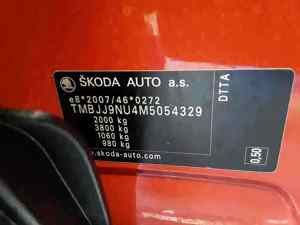 ŠKODA AUTO a.s.
e8*2007/46*0272
TMBJJ9NU4M5054329
2000 kg
3800 kg
1060 kg
980 kg
.skoda-auto.com
DTTA
0,50